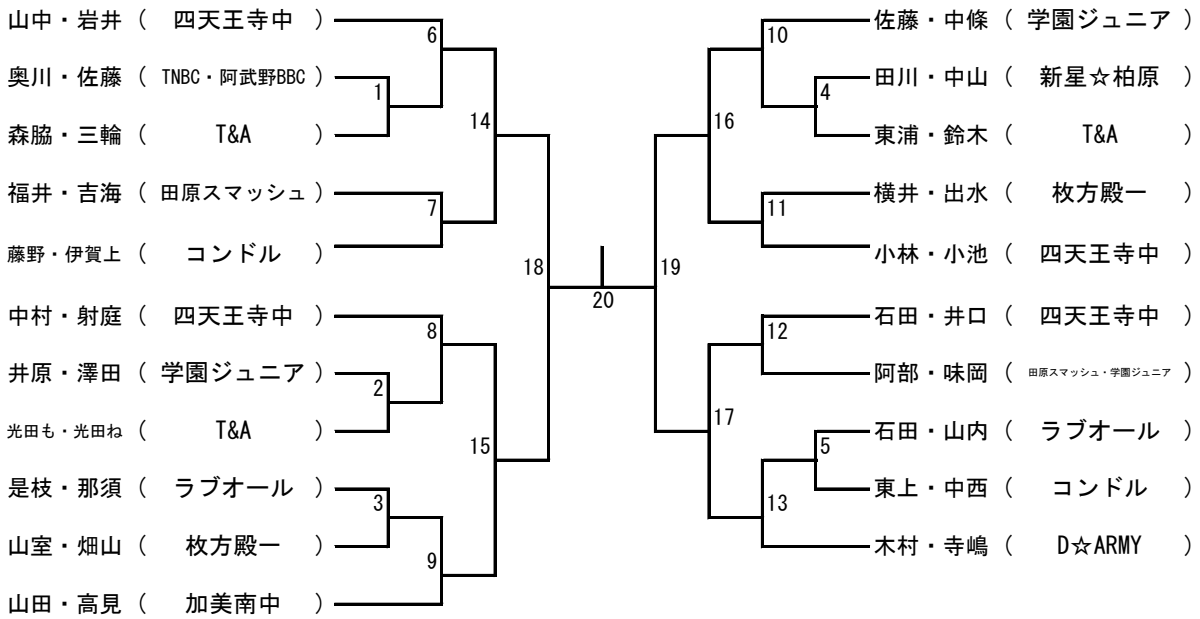 山中・岩井 ( 四天王寺中 )
奥川・佐藤 ( TNBC・阿武野BBC )
森脇・三輪 ( T&A )
福井・吉海 ( 田原スマッシュ )
藤野・伊賀上 ( コンドル )
中村・射庭 ( 四天王寺中 )
井原・澤田 ( 学園ジュニア )
光田も・光田ね ( T&A )
是枝・那須 ( ラブオール )
山室・畑山 ( 枚方殿一 )
山田・高見 ( 加美南中 )
6
1
14
7
18
8
2
15
3
9
20
佐藤・中條 ( 学園ジュニア )
田川・中山 ( 新星☆柏原 )
東浦・鈴木 ( T&A )
横井・出水 ( 枚方殿一 )
小林・小池 ( 四天王寺中 )
石田・井口 ( 四天王寺中 )
阿部・味岡 ( 田原スマッシュ・学園ジュニア )
石田・山内 ( ラブオール )
東上・中西 ( コンドル )
木村・寺嶋 ( D☆ARMY )
10
4
16
11
19
12
17
5
13